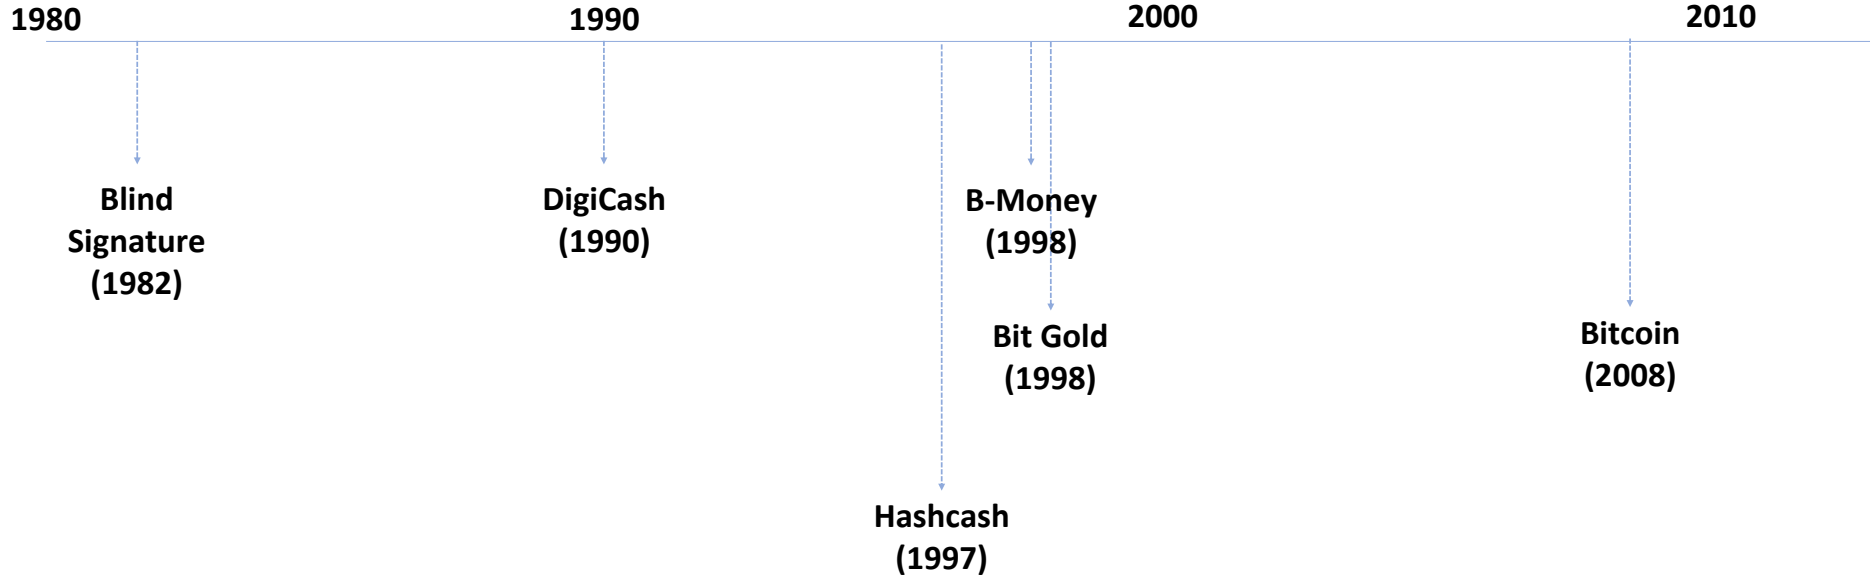 1980
1990
2000
2010
Blind
Signature
(1982)
DigiCash
(1990)
B-Money
(1998)
Bit Gold
(1998)
Bitcoin
(2008)
Hashcash
(1997)